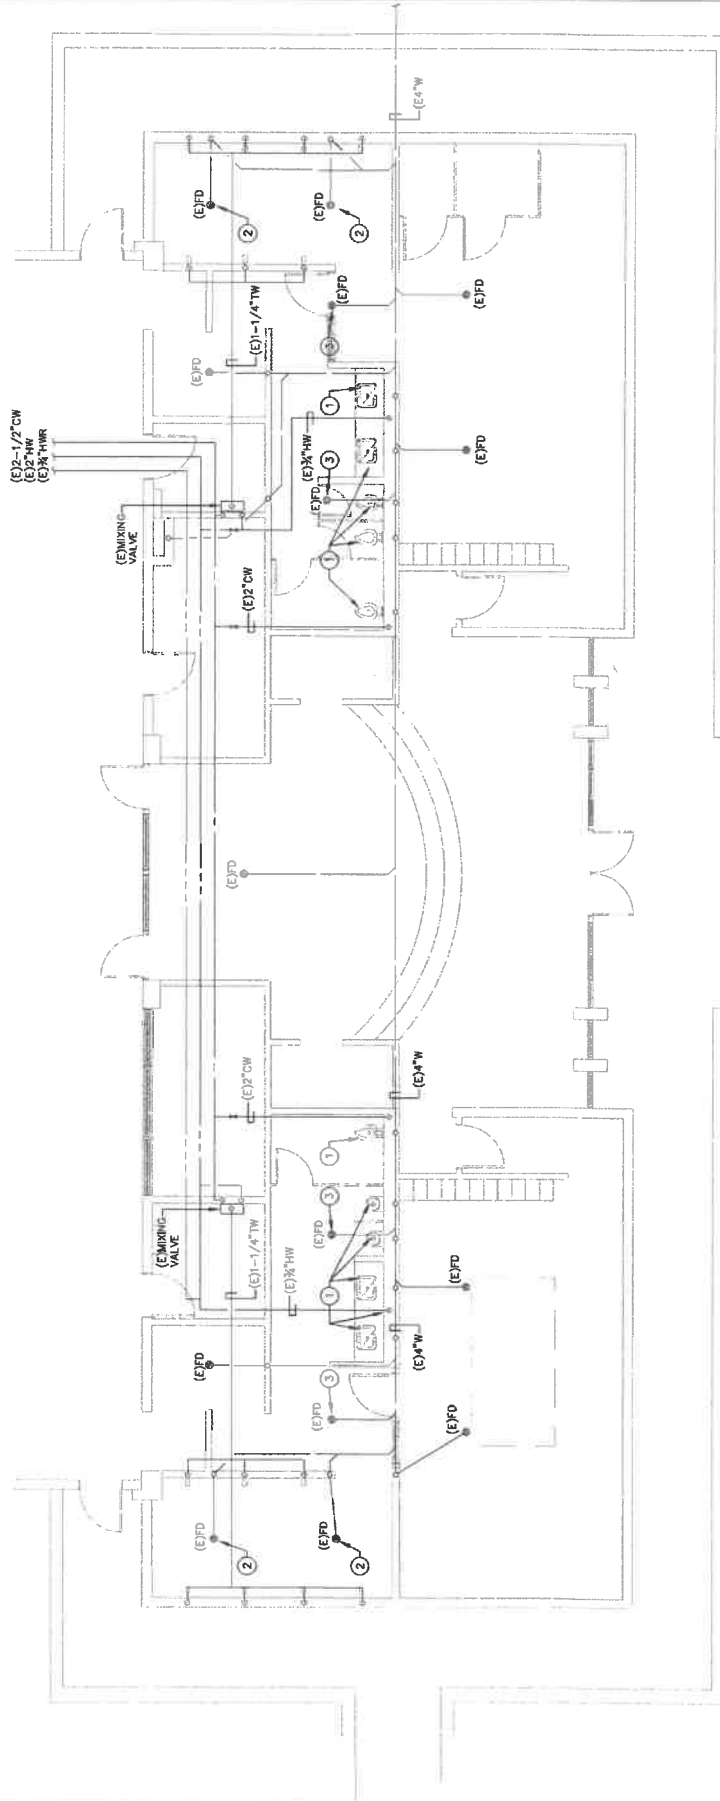 (E4"W
(E)FD
2
(E)FD
2
(E)FD
3
(E)FD
(E)1-1/4"TW
(E)FD
1
(E)2-1/2"CW
(E)2"HW
(E)¾"HWR
(E)¾"HW
3
(E)FD
(E)FD
(E)MIXING
VALVE
1
(E)2"CW
(E)FD
(E)2"CW
(E)4"W
1
3
(E)FD
(E)MIXING
VALVE
(E)1-1/4"TW
(E)¾"HW
1
(E)FD
(E)4"W
(E)FD
3
(E)FD
(E)FD
(E)FD
2
(E)FD
2